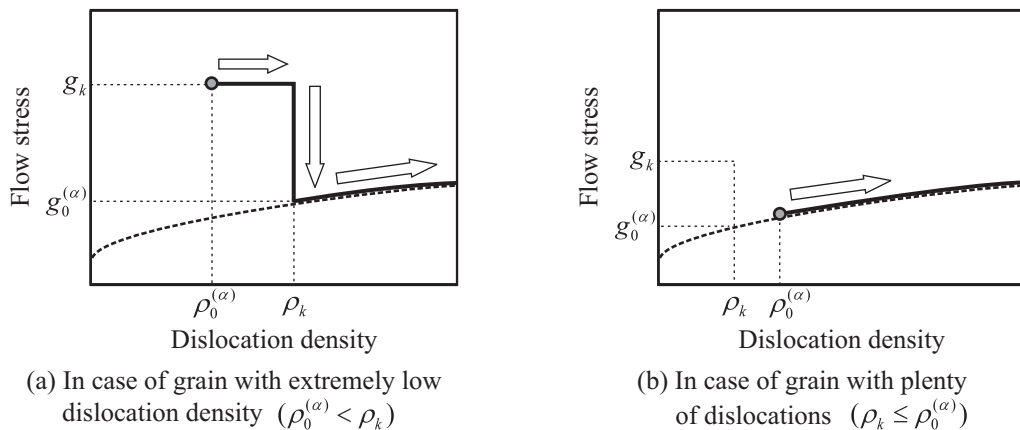 Flow stress
g_k
g_0^{(α)}
ρ_0^{(α)}
ρ_k
Dislocation density
(a) In case of grain with extremely low
dislocation density (ρ_0^{(α)} < ρ_k)
Flow stress
g_k
g_0^{(α)}
ρ_k
ρ_0^{(α)}
Dislocation density
(b) In case of grain with plenty
of dislocations (ρ_k ≤ ρ_0^{(α)})